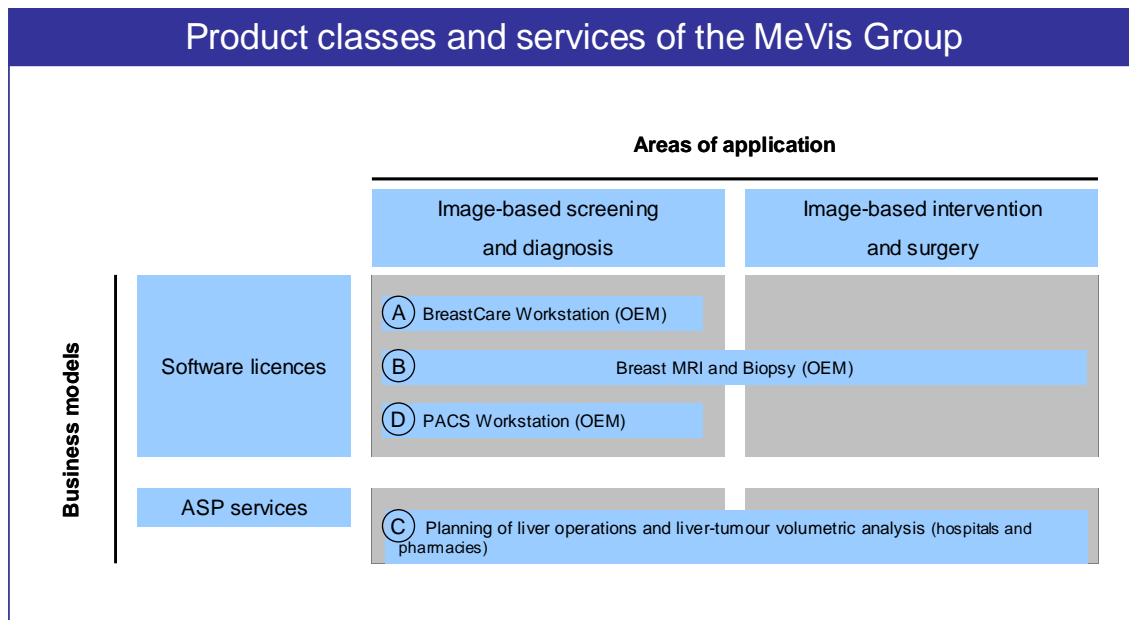 Product classes and services of the MeVis Group
Areas of application
Image-based screening
and diagnosis
Image-based intervention
and surgery
Business models
Software licences
A BreastCare Workstation (OEM)
B Breast MRI and Biopsy (OEM)
D PACS Workstation (OEM)
ASP services
C Planning of liver operations and liver-tumour volumetric analysis (hospitals and
pharmacies)